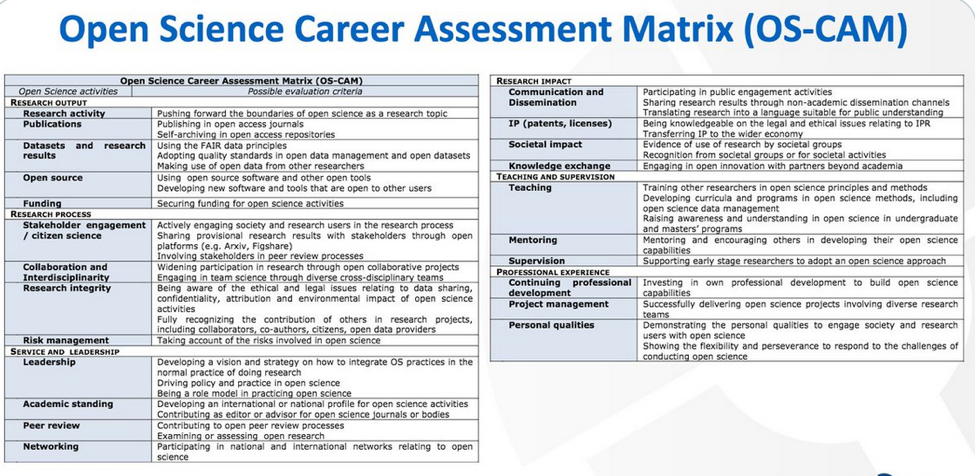 Open Science Career Assessment Matrix (OS-CAM)
Open Science Career Assessment Matrix (OS-CAM)
Open Science activities Possible evaluation criteria
RESEARCH OUTPUT
Research activity Pushing forward the boundaries of open science as a research topic
Publications Publishing in open access journals
Self-archiving in open access repositories
Datasets and research Using the FAIR data principles
results Adopting quality standards in open data management and open datasets
Making use of open data from other researchers
Open source Using open source software and other open tools
Developing new software and tools that are open to other users
Funding Securing funding for open science activities
RESEARCH PROCESS
Stakeholder engagement Actively engaging society and research users in the research process
/ citizen science Sharing provisional research results with stakeholders through open
platforms (e.g. Arxiv, Figshare)
Involving stakeholders in peer review processes
Collaboration and Widening participation in research through open collaborative projects
Interdisciplinarity Engaging in team science through diverse cross-disciplinary teams
Research integrity Being aware of the ethical and legal issues relating to data sharing,
confidentiality, attribution and environmental impact of open science
activities
Fully recognizing the contribution of others in research projects,
including collaborators, co-authors, citizens, open data providers
Risk management Taking account of the risks involved in open science
SERVICE AND LEADERSHIP
Leadership Developing a vision and strategy on how to integrate OS practices in the
normal practice of doing research
Driving policy and practice in open science
Being a role model in practicing open science
Academic standing Developing an international or national profile for open science activities
Contributing as editor or advisor for open science journals or bodies
Peer review Contributing to open peer review processes
Examining or assessing open research
Networking Participating in national and international networks relating to open
science
RESEARCH IMPACT
Communication and Participating in public engagement activities
Dissemination Sharing research results through non-academic dissemination channels
Translating research into a language suitable for public understanding
IP (patents, licenses) Being knowledgeable on the legal and ethical issues relating to IPR
Transferring IP to the wider economy
Societal impact Evidence of use of research by societal groups
Recognition from societal groups or for societal activities
Knowledge exchange Engaging in open innovation with partners beyond academia
TEACHING AND SUPERVISION
Teaching Training other researchers in open science principles and methods
Developing curricula and programs in open science methods, including
open science data management
Raising awareness and understanding in open science in undergraduate
and masters' programs
Mentoring Mentoring and encouraging others in developing their open science
capabilities
Supervision Supporting early stage researchers to adopt an open science approach
PROFESSIONAL EXPERIENCE
Continuing professional Investing in own professional development to build open science
development capabilities
Project management Successfully delivering open science projects involving diverse research
teams
Personal qualities Demonstrating the personal qualities to engage society and research
users with open science
Showing the flexibility and perseverance to respond to the challenges of
conducting open science